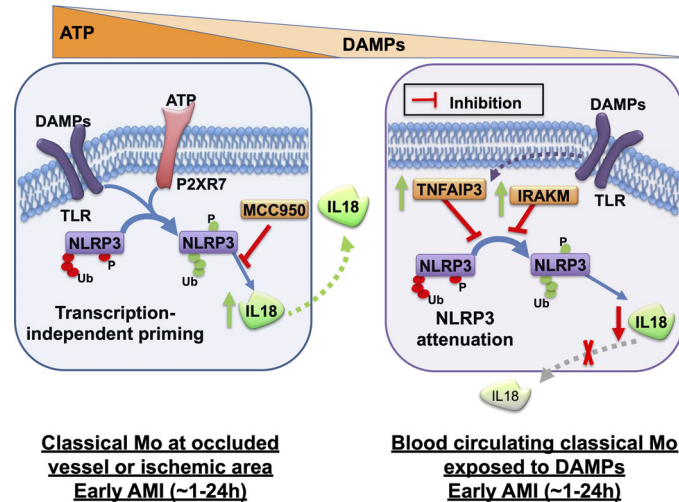 ATP
DAMPs
ATP
DAMPs
P2XR7
TLR
MCC950
IL18
NLRP3
P
Ub
P
NLRP3
Ub
IL18
Transcription-
independent priming
Inhibition
DAMPs
TNFAIP3
IRAKM
TLR
NLRP3
P
Ub
P
NLRP3
Ub
NLRP3
attenuation
IL18
IL18
Classical Mo at occluded
vessel or ischemic area
Early AMI (~1-24h)
Blood circulating classical Mo
exposed to DAMPs
Early AMI (~1-24h)